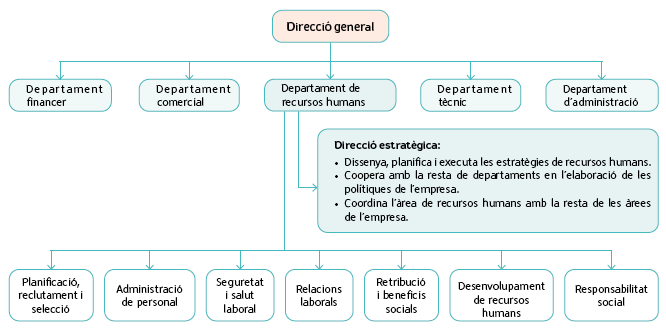 Direcció general
Departament
financer
Departament
comercial
Departament de
recursos humans
Departament
tècnic
Departament
d'administració
Direcció estratègica:
• Dissenya, planifica i executa les estratègies de recursos humans.
• Coopera amb la resta de departaments en l'elaboració de les
polítiques de l'empresa.
• Coordina l'àrea de recursos humans amb la resta de les àrees
de l'empresa.
Planificació,
reclutament i
selecció
Administració
de personal
Seguretat
i salut
laboral
Relacions
laborals
Retribució
i beneficis
socials
Desenvolupament
de recursos
humans
Responsabilitat
social